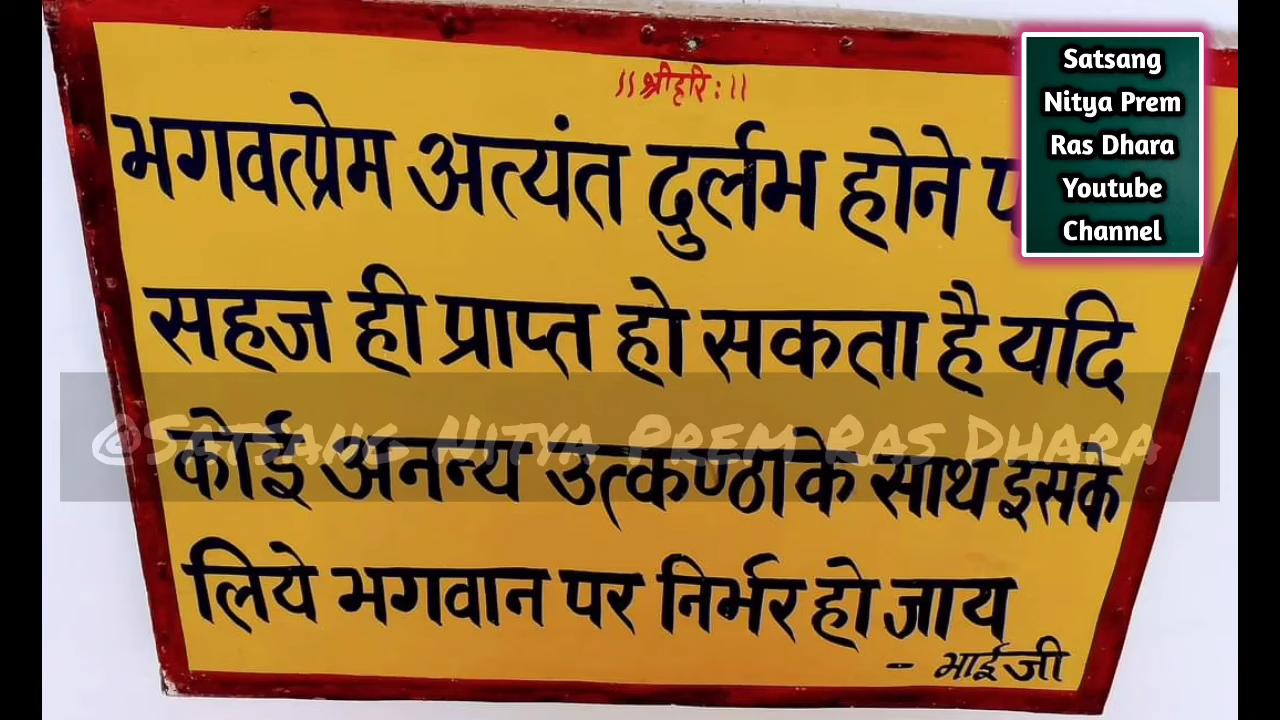 ।।श्रीहरि:।।
भगवत्प्रेम अत्यंत दुर्लभ होने
सहज ही प्राप्त हो सकता है यदि
कोई अनन्य उत्कण्ठा के साथ इसके
लिये भगवान पर निर्भर हो जाय
- भाईजी
Satsang
Nitya Prem
Ras Dhara
Youtube
Channel
@Satsang Nitya Prem Ras Dhara